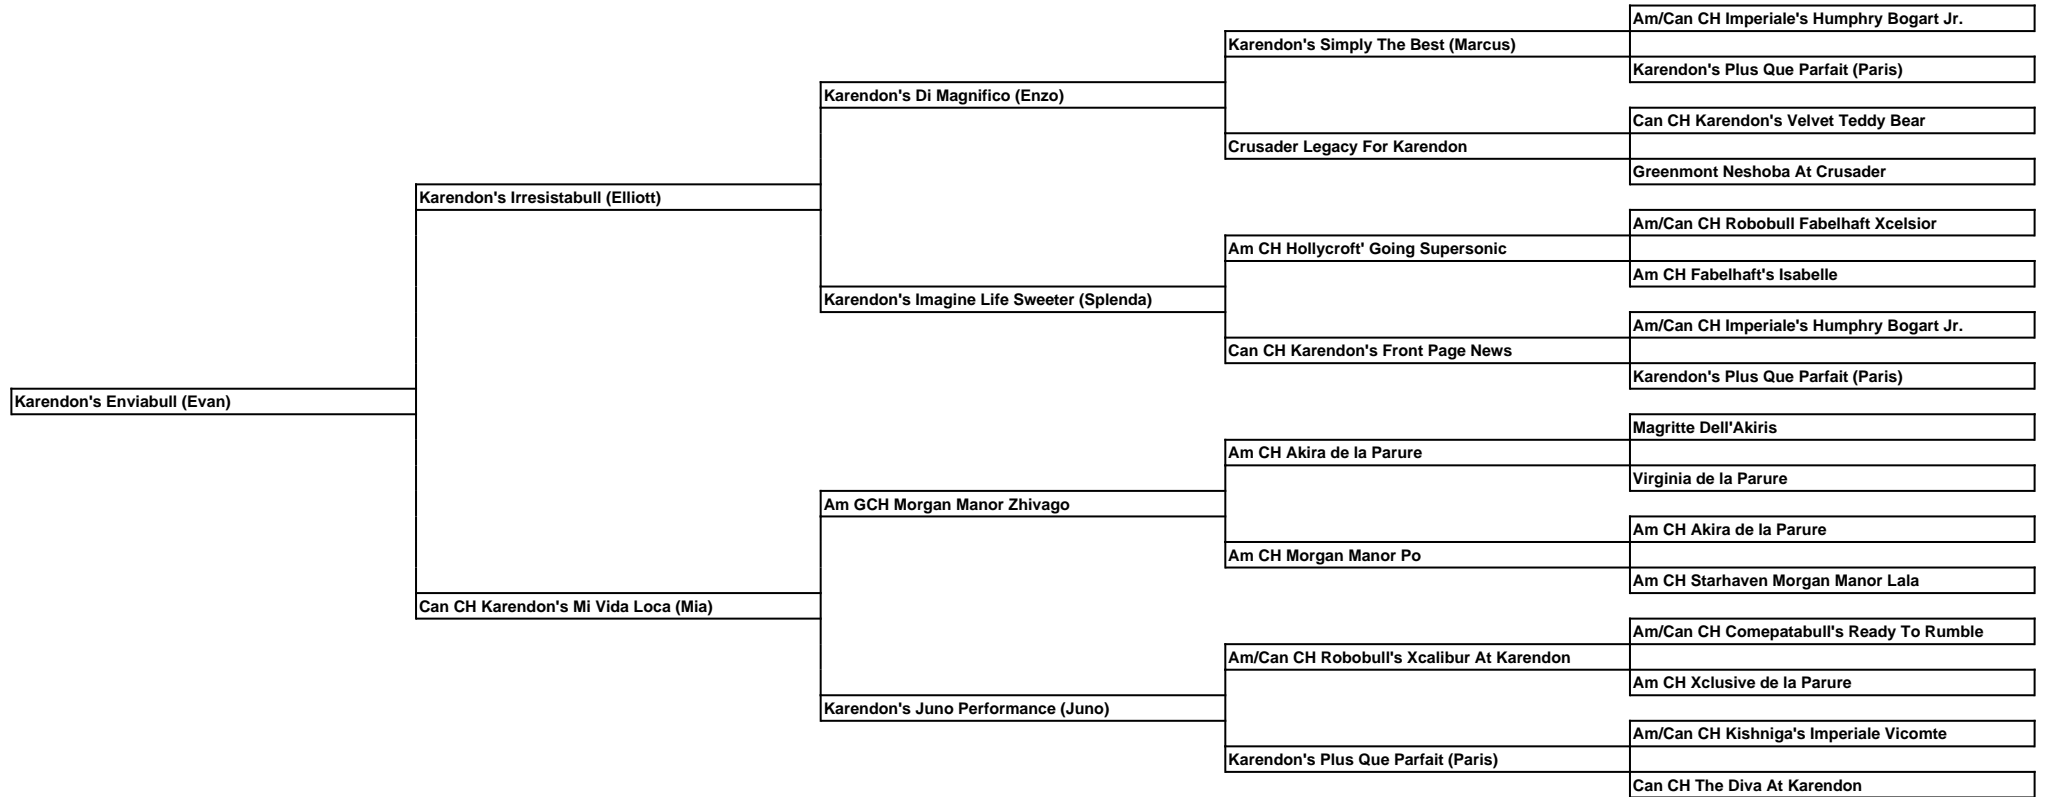 Am/Can CH Imperiale's Humphry Bogart Jr.
Karendon's Simply The Best (Marcus)
Karendon's Plus Que Parfait (Paris)
Karendon's Di Magnifico (Enzo)
Can CH Karendon's Velvet Teddy Bear
Crusader Legacy For Karendon
Greenmont Neshoba At Crusader
Karendon's Irresistabull (Elliott)
Am/Can CH Robobull Fabelhaft Xcelsior
Am CH Hollycroft' Going Supersonic
Am CH Fabelhaft's Isabelle
Karendon's Imagine Life Sweeter (Splenda)
Am/Can CH Imperiale's Humphry Bogart Jr.
Can CH Karendon's Front Page News
Karendon's Plus Que Parfait (Paris)
Karendon's Enviabull (Evan)
Magritte Dell'Akiris
Am CH Akira de la Parure
Virginia de la Parure
Am GCH Morgan Manor Zhivago
Am CH Akira de la Parure
Am CH Morgan Manor Po
Am CH Starhaven Morgan Manor Lala
Can CH Karendon's Mi Vida Loca (Mia)
Am/Can CH Comepatabull's Ready To Rumble
Am/Can CH Robobull's Xcalibur At Karendon
Am CH Xclusive de la Parure
Karendon's Juno Performance (Juno)
Am/Can CH Kishniga's Imperiale Vicomte
Karendon's Plus Que Parfait (Paris)
Can CH The Diva At Karendon